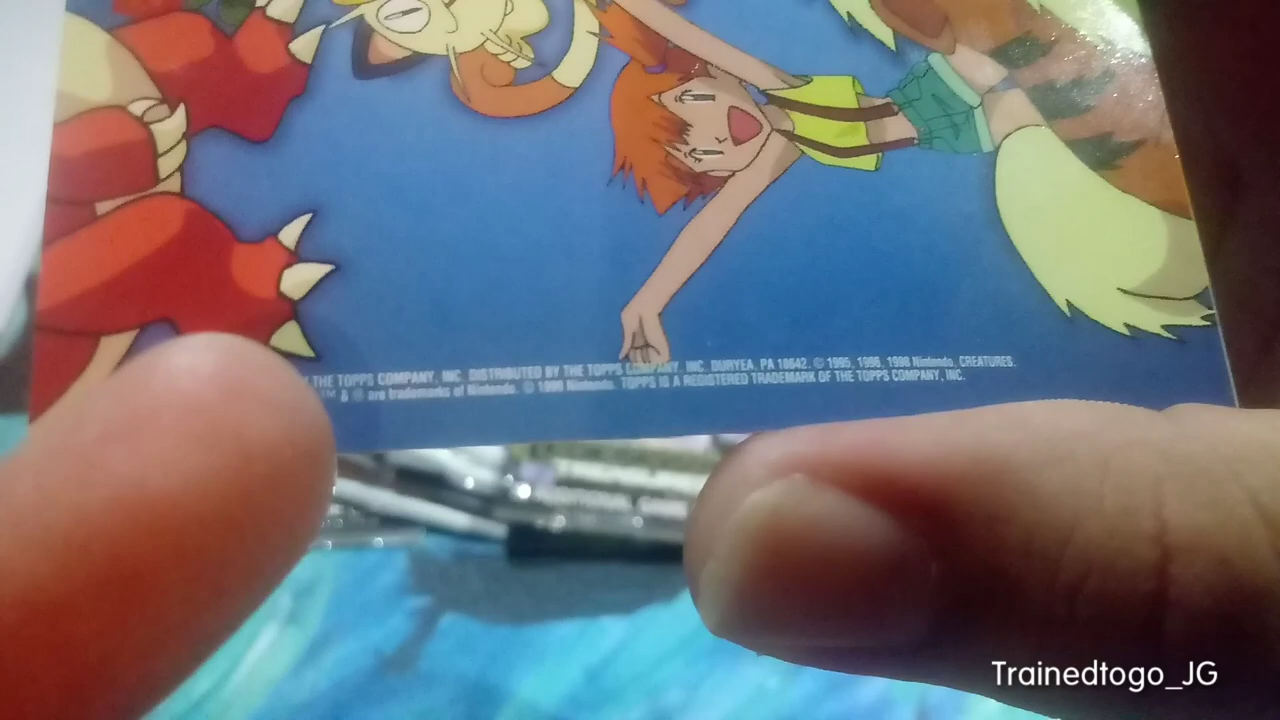 THE TOPPS COMPANY, INC. DISTRIBUTED BY THE TOPPS COMPANY, INC. DURYEA, PA 18642. © 1995, 1996, 1998 Nintendo, CREATURES.
™ & ® are trademarks of Nintendo. © 1998 Nintendo. TOPPS IS A REGISTERED TRADEMARK OF THE TOPPS COMPANY, INC.
Trainedtogo_JG